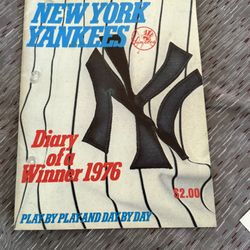 NEW YORK
YANKEES
NY
Diary
of a
Winner 1976
$2.00
PLAY BY PLAY AND DAY BY DAY